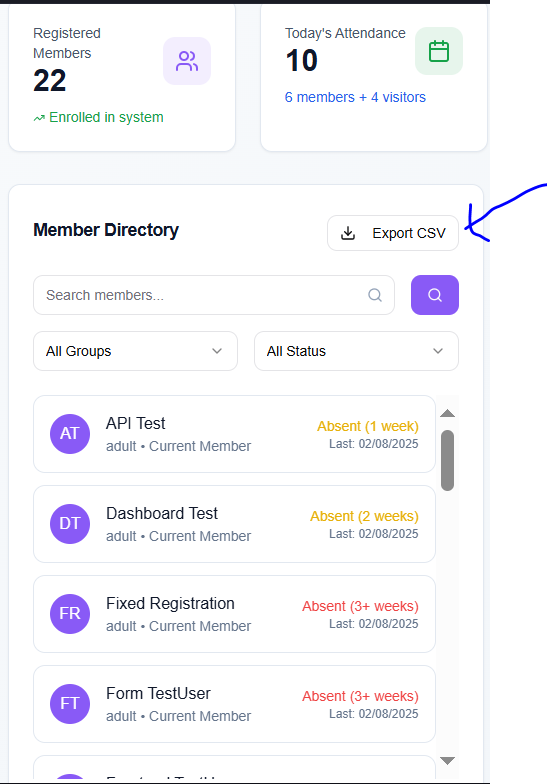 Registered
Members
22
Enrolled in system
Today's Attendance
10
6 members + 4 visitors
Member Directory
Export CSV
Search members...
All Groups
All Status
AT
API Test
adult • Current Member
Absent (1 week)
Last: 02/08/2025
DT
Dashboard Test
adult • Current Member
Absent (2 weeks)
Last: 02/08/2025
FR
Fixed Registration
adult • Current Member
Absent (3+ weeks)
Last: 02/08/2025
FT
Form TestUser
adult • Current Member
Absent (3+ weeks)
Last: 02/08/2025